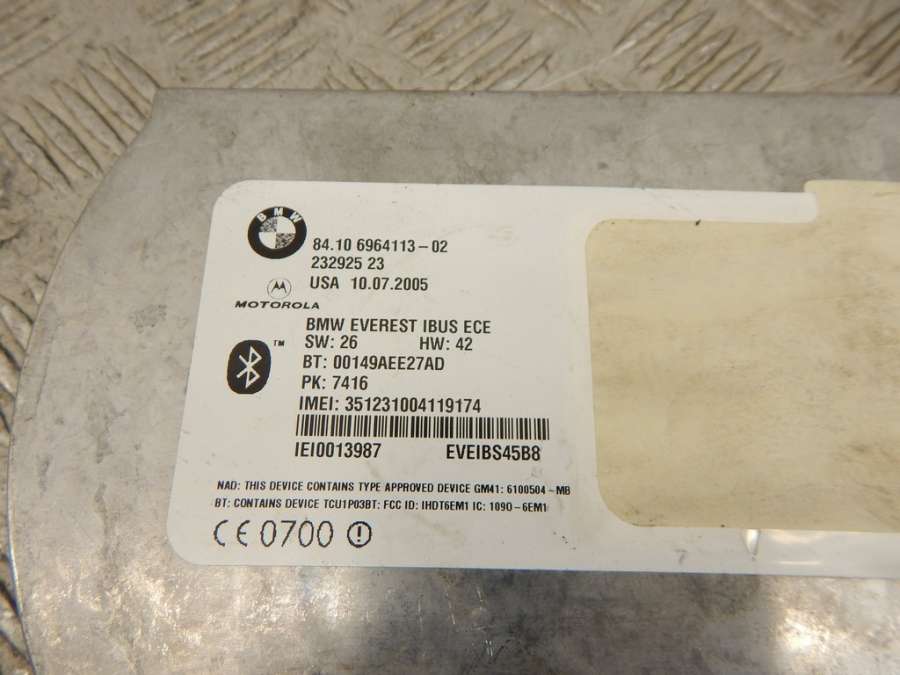 BMW
84.10 6964113-02
232925 23
USA 10.07.2005
MOTOROLA
BMW EVEREST IBUS ECE
SW: 26 HW: 42
TM
BT: 00149AEE27AD
PK: 7416
IMEI: 351231004119174
IEI0013987 EVEIBS45B8
NAD: THIS DEVICE CONTAINS TYPE APPROVED DEVICE GM41: 6100504-MB
BT: CONTAINS DEVICE TCU1P03BT: FCC ID: IHDT6EM1 IC: 1090-6EM1
CE0700